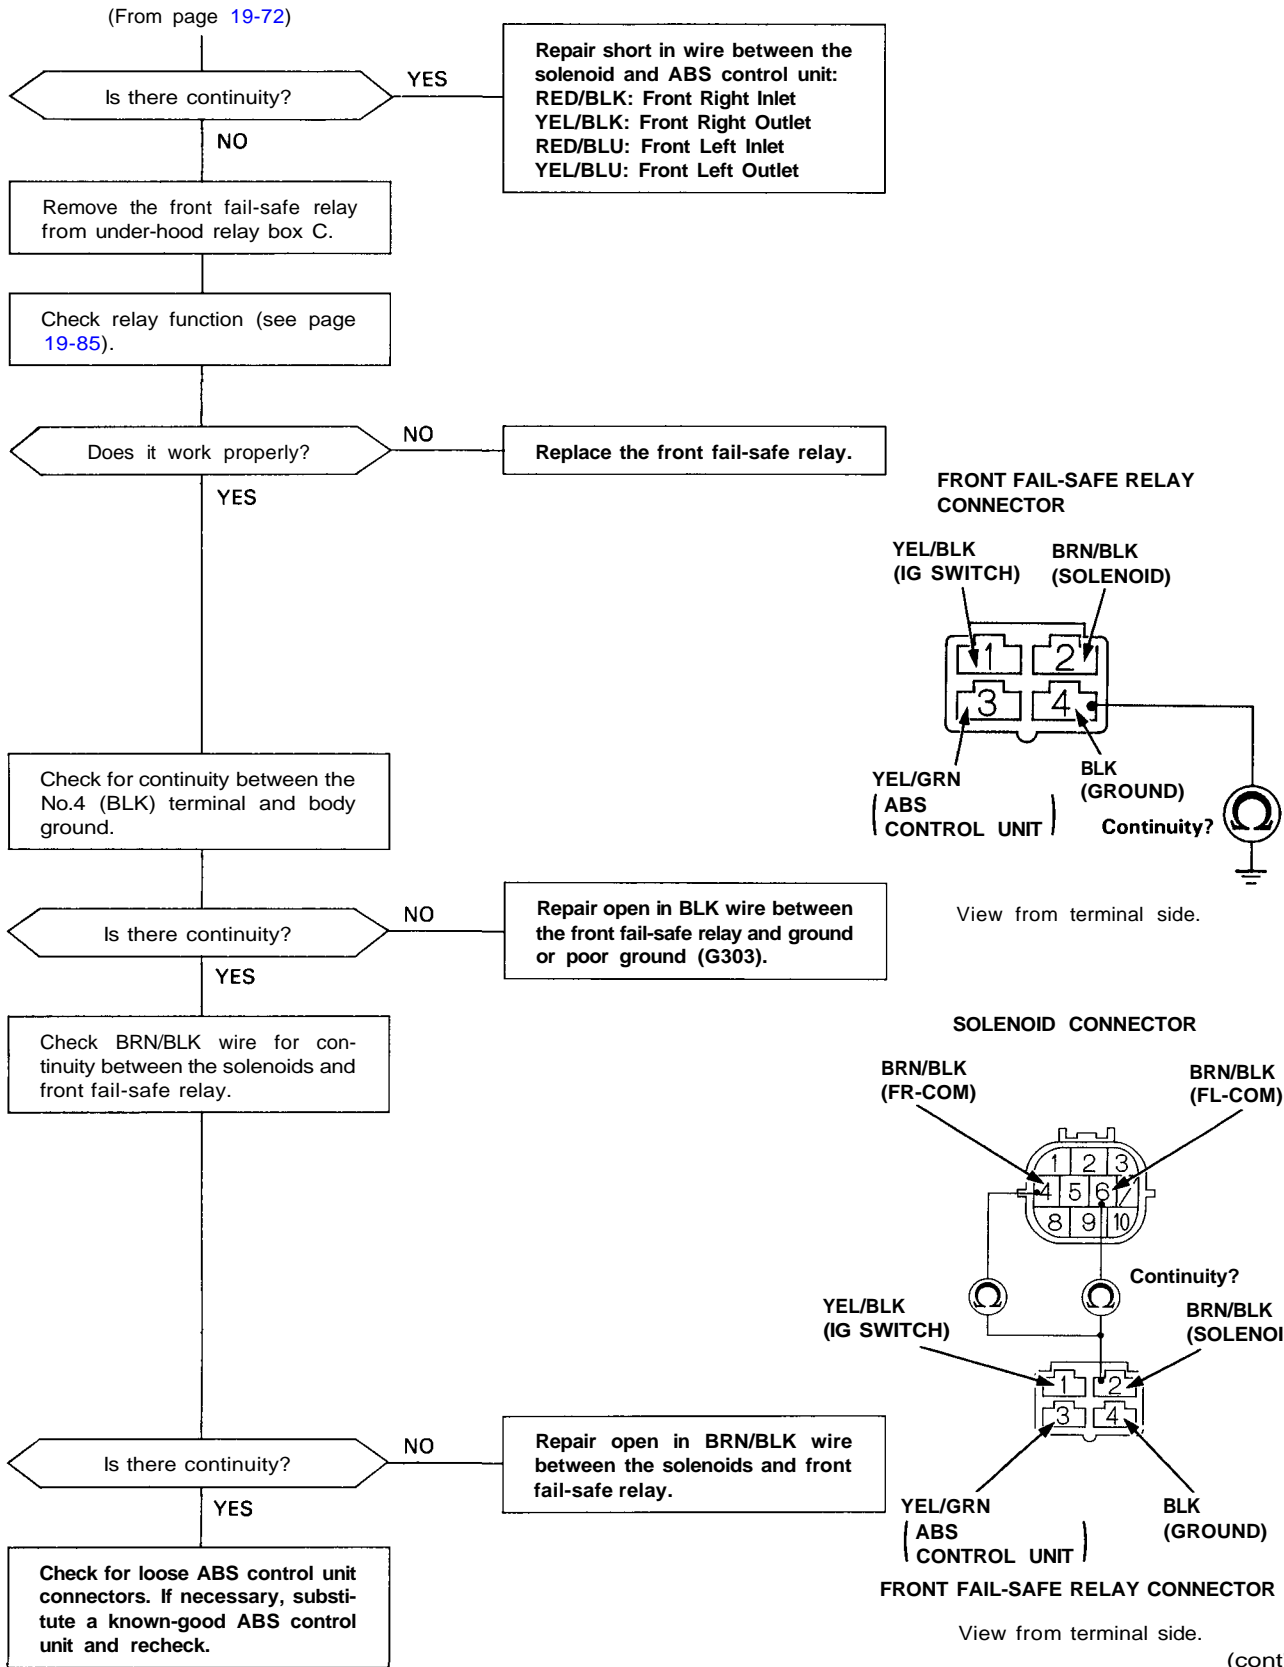 (From page 19-72)
Is there continuity?
YES
Repair short in wire between the
solenoid and ABS control unit:
RED/BLK: Front Right Inlet
YEL/BLK: Front Right Outlet
RED/BLU: Front Left Inlet
YEL/BLU: Front Left Outlet
NO
Remove the front fail-safe relay
from under-hood relay box C.
Check relay function (see page
19-85).
Does it work properly?
NO
Replace the front fail-safe relay.
YES
FRONT FAIL-SAFE RELAY
CONNECTOR
YEL/BLK
(IG SWITCH)
BRN/BLK
(SOLENOID)
1 2
3 4
YEL/GRN
( ABS
CONTROL UNIT )
BLK
(GROUND)
Continuity?
Ω
View from terminal side.
Check for continuity between the
No.4 (BLK) terminal and body
ground.
Is there continuity?
NO
Repair open in BLK wire between
the front fail-safe relay and ground
or poor ground (G303).
YES
Check BRN/BLK wire for con-
tinuity between the solenoids and
front fail-safe relay.
SOLENOID CONNECTOR
BRN/BLK
(FR-COM)
BRN/BLK
(FL-COM)
1 2 3
4 5 6
8 9 10
Ω Ω
Continuity?
YEL/BLK
(IG SWITCH)
BRN/BLK
(SOLENOI
1 2
3 4
YEL/GRN
( ABS
CONTROL UNIT )
BLK
(GROUND)
FRONT FAIL-SAFE RELAY CONNECTOR
View from terminal side.
Is there continuity?
NO
Repair open in BRN/BLK wire
between the solenoids and front
fail-safe relay.
YES
Check for loose ABS control unit
connectors. If necessary, substi-
tute a known-good ABS control
unit and recheck.
(cont